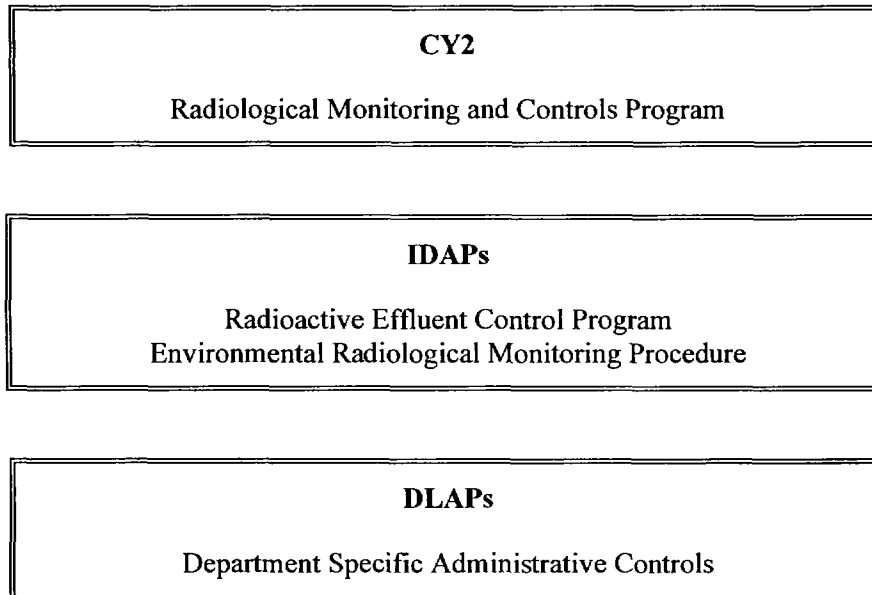 CY2
Radiological Monitoring and Controls Program
IDAPs
Radioactive Effluent Control Program
Environmental Radiological Monitoring Procedure
DLAPs
Department Specific Administrative Controls